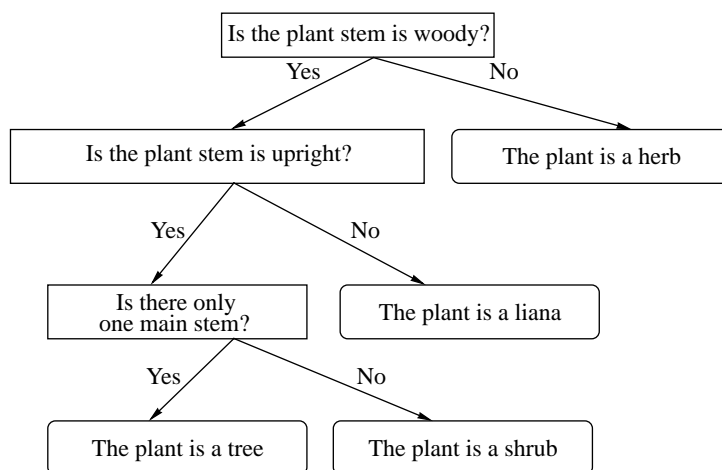 Is the plant stem is woody?
Yes
No
Is the plant stem is upright?
The plant is a herb
Yes
No
Is there only
one main stem?
The plant is a liana
Yes
No
The plant is a tree
The plant is a shrub